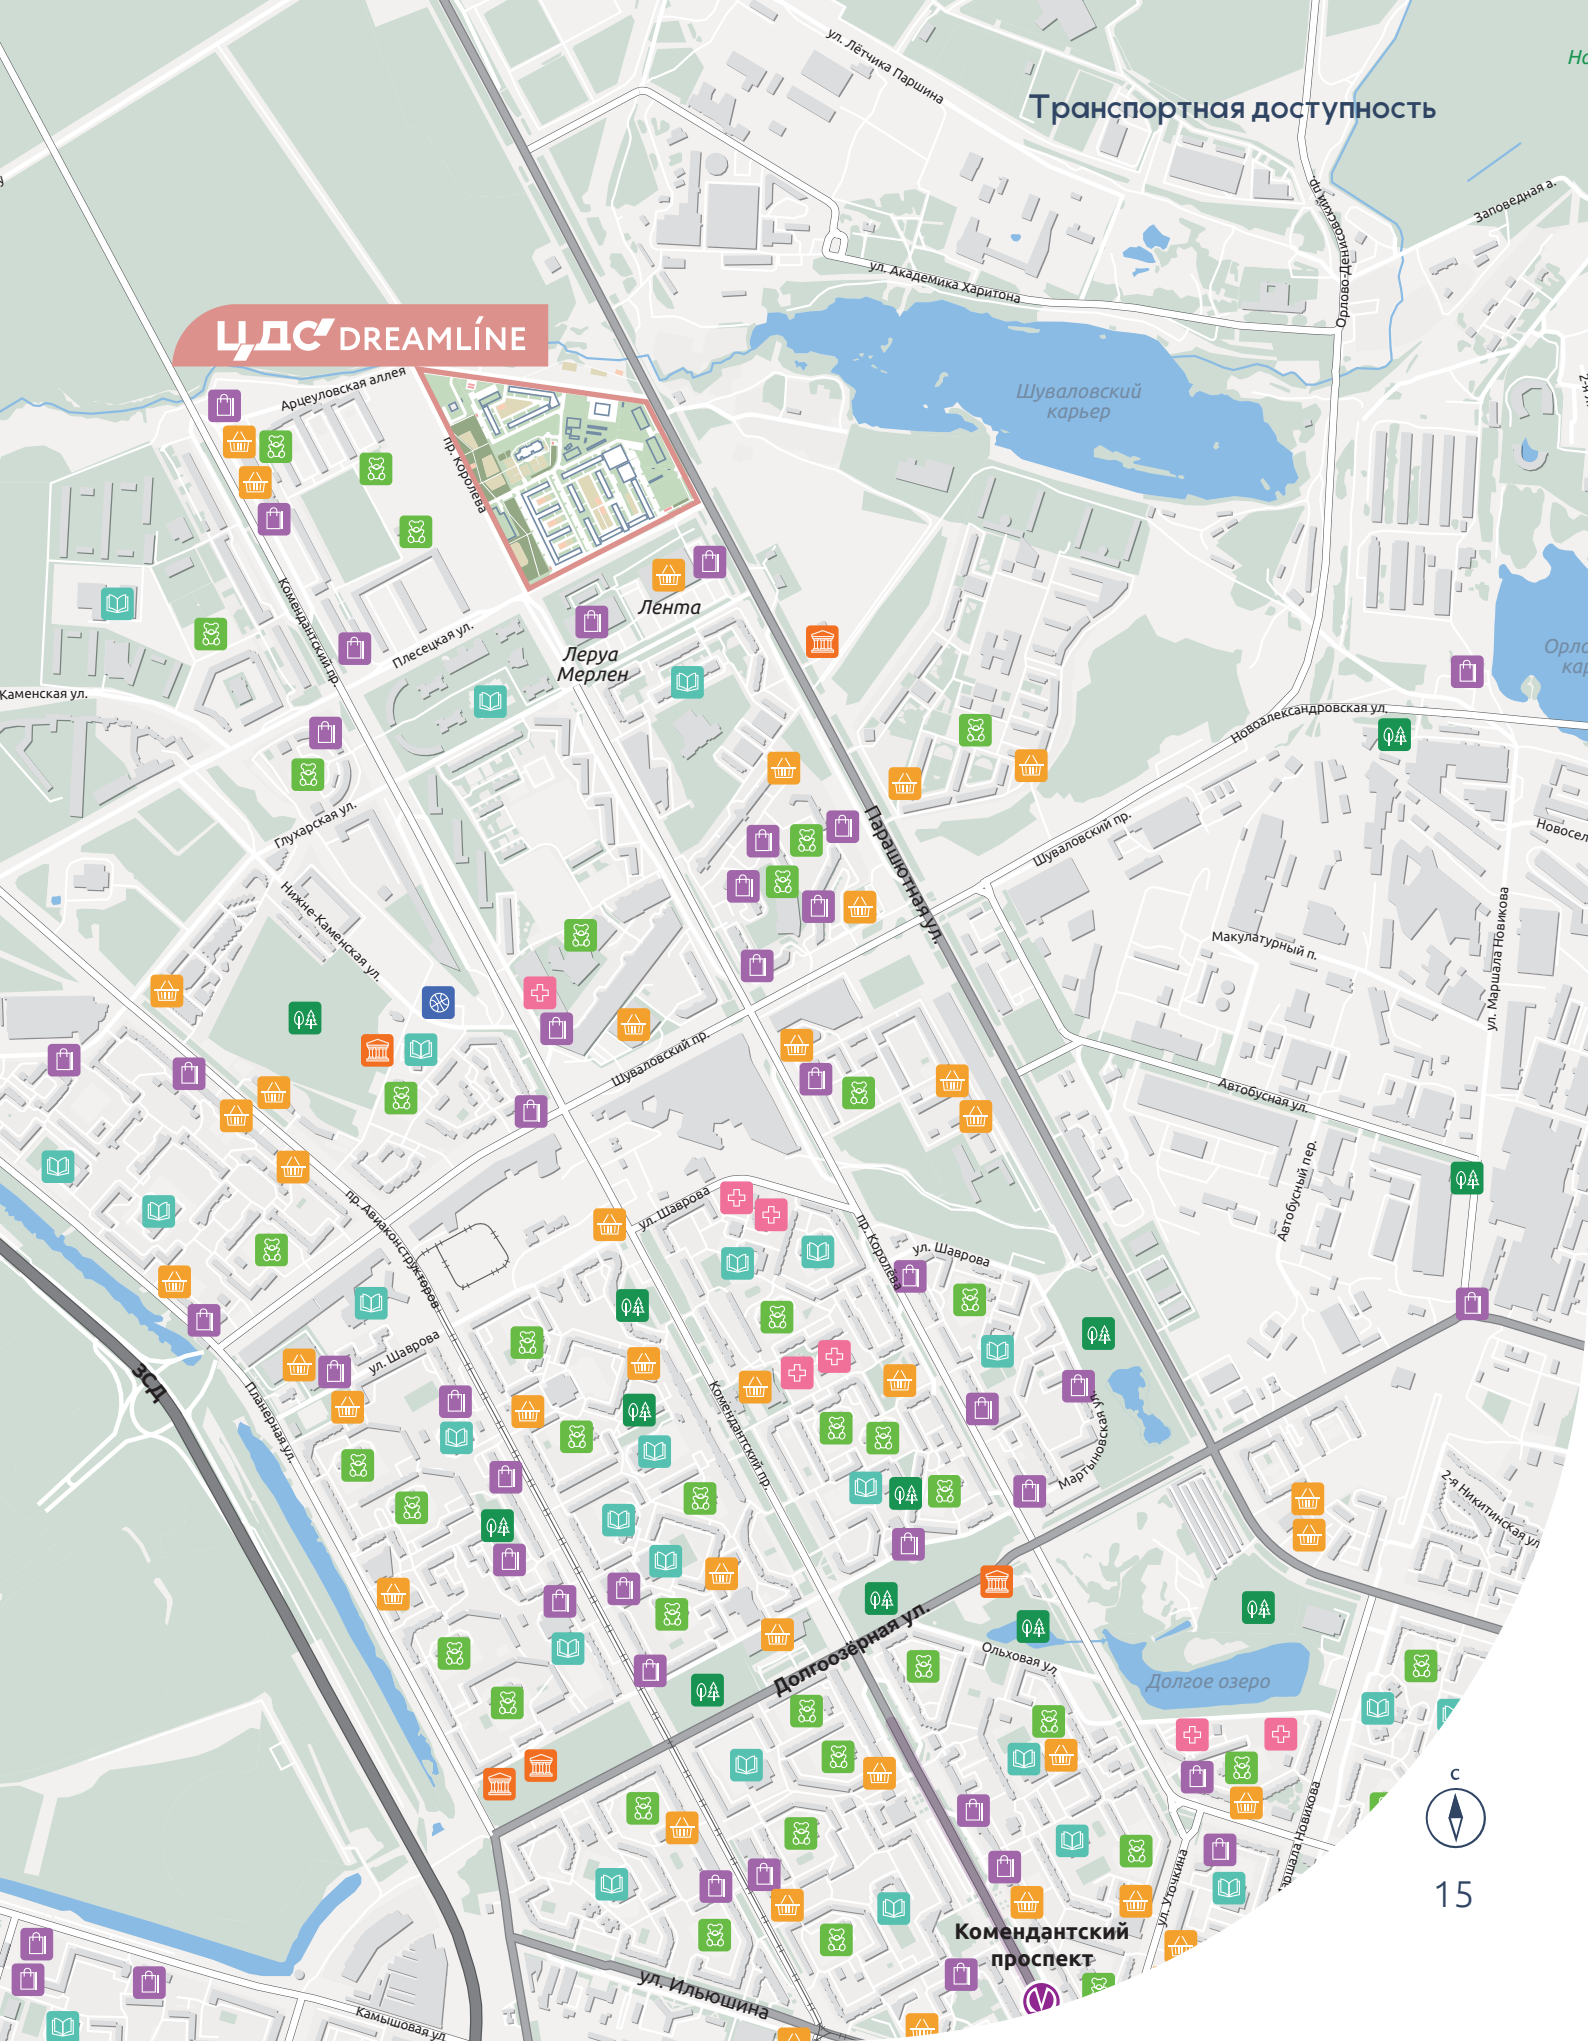 ул. Лётчика Паршина
Транспортная доступность
Заповедная а.
Орлово-Денисовский пр.
ул. Академика Харитона
ЦДС DREAMLINE
Арцеуловская аллея
Шуваловский
карьер
пр. Королева
Комендантский пр.
Лента
Плесецкая ул.
Леруа
Мерлен
Каменская ул.
Новоалександровская ул.
Глухарская ул.
Парашютная ул.
Шуваловский пр.
Нижне-Каменская ул.
ул. Маршала Новикова
Макулатурный п.
Шуваловский пр.
Автобусная ул.
Автобусный пер.
пр. Авиаконструкторов
ул. Шаврова
пр. Королева
ул. Шаврова
ул. Шаврова
ЗСД
Планерная ул.
Комендантский пр.
Мартыновская ул.
2-я Никитинская ул
Долгоозёрная ул.
Ольховая ул.
Долгое озеро
с
15
ул. Уточкина
Комендантский
проспект
ул. Ильюшина
Камышовая ул